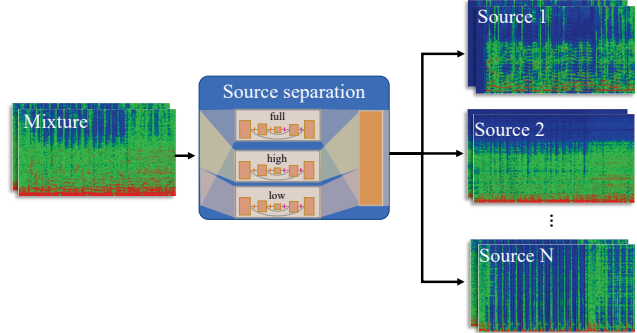 Source 1
Mixture
Source separation
full
high
low
Source 2
Source N